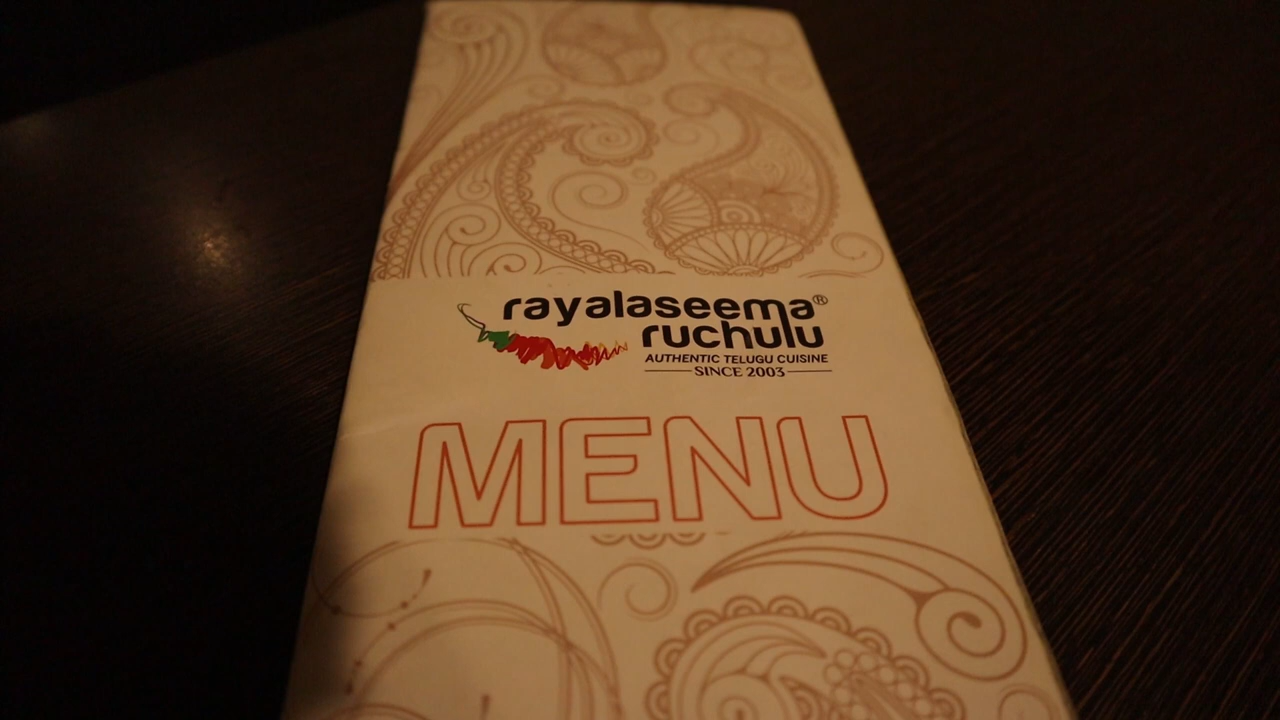 rayalaseema®
ruchulu
AUTHENTIC TELUGU CUISINE
SINCE 2003
MENU